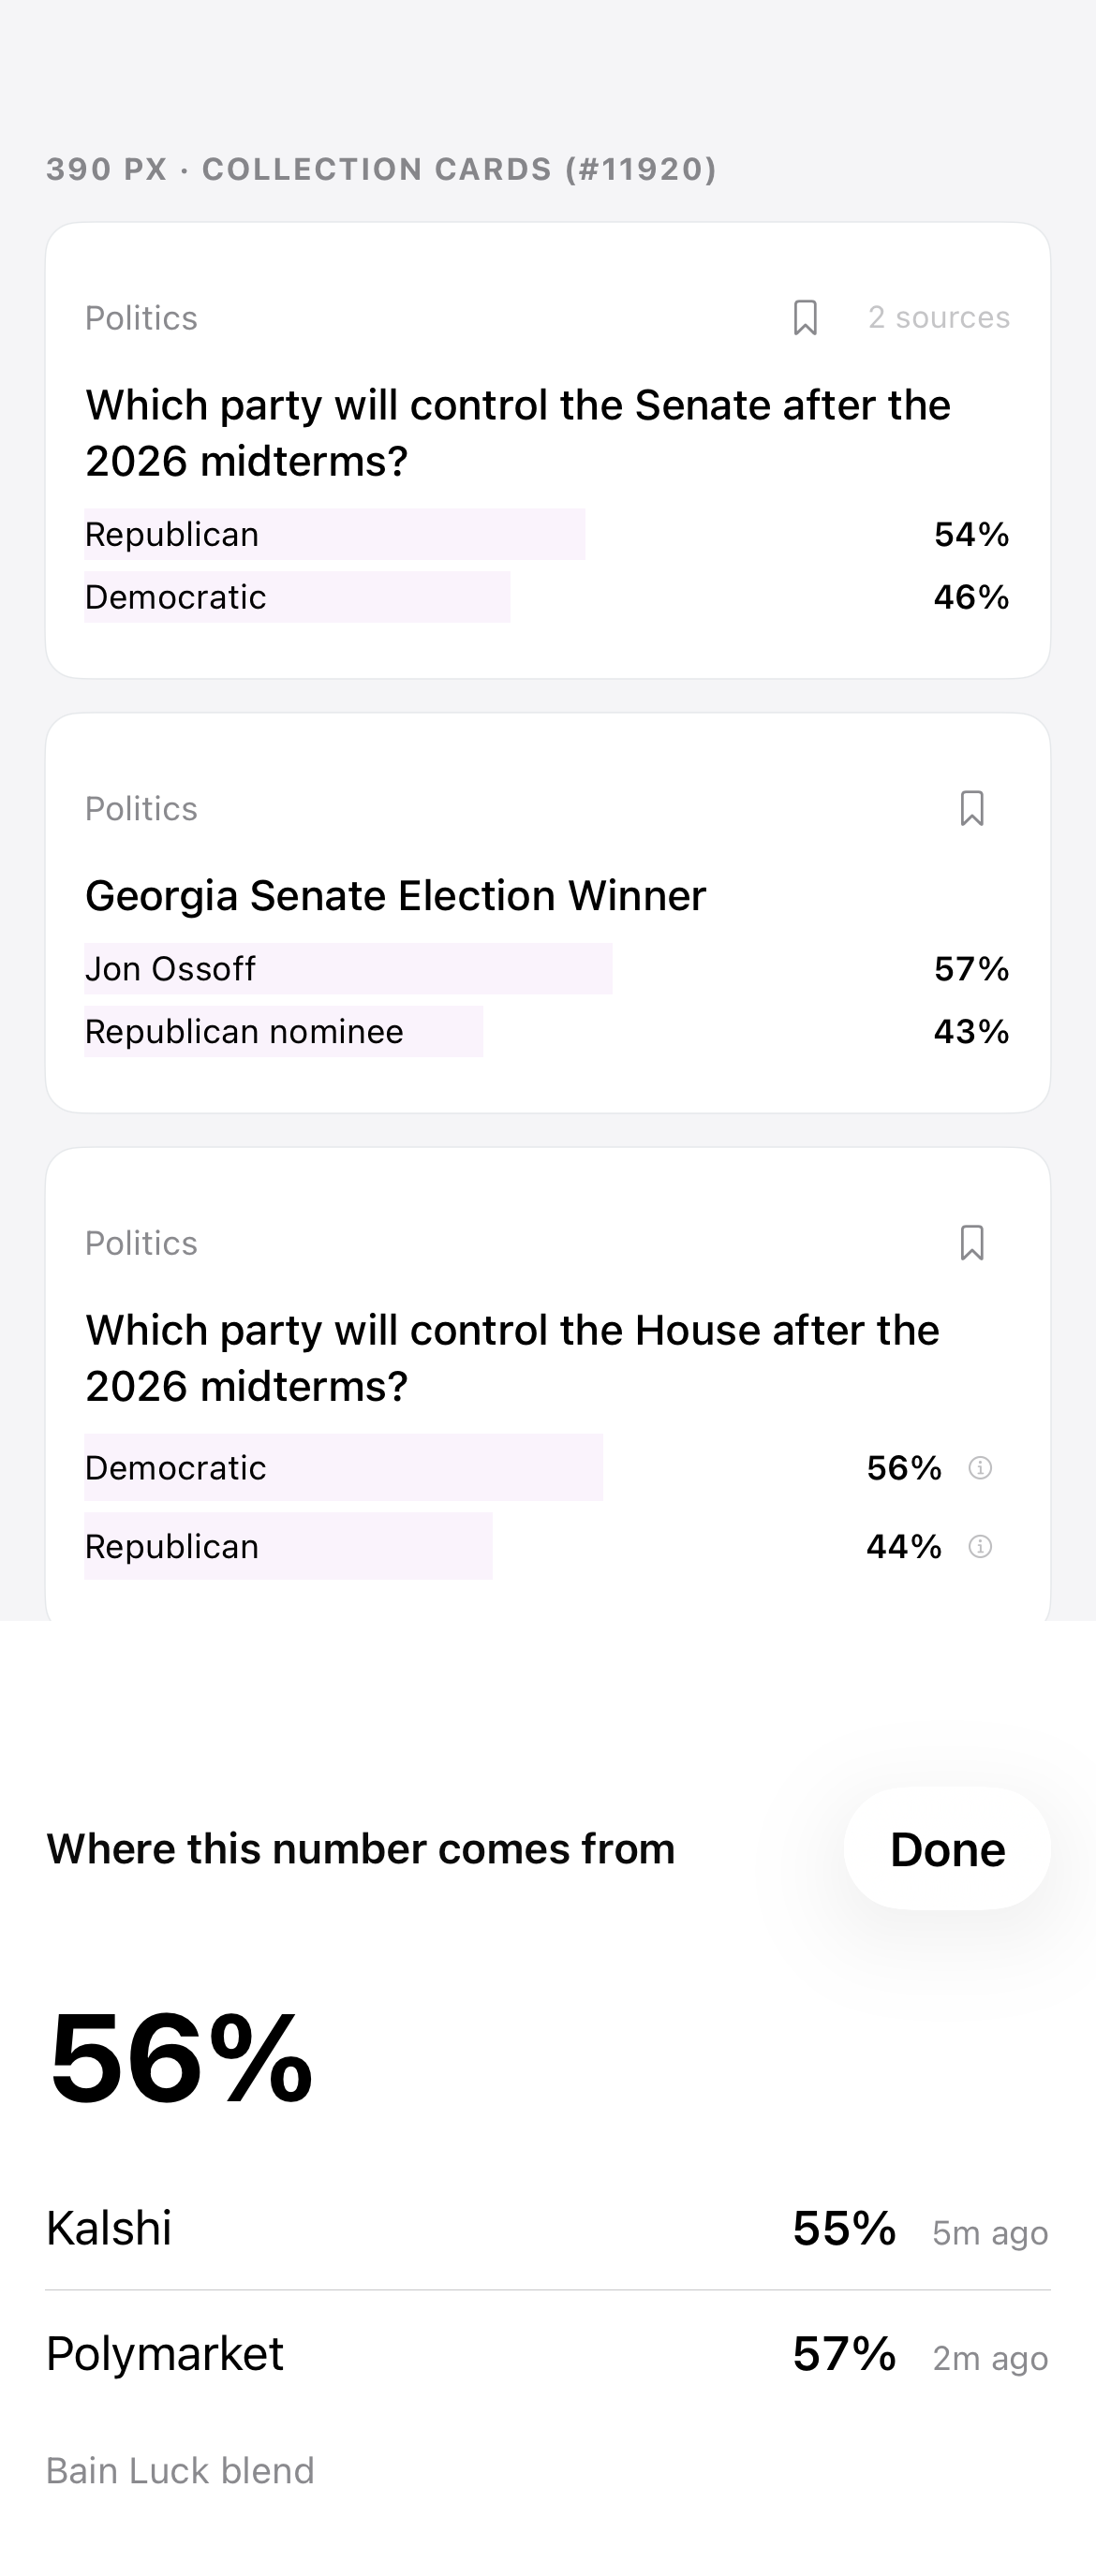 390 PX · COLLECTION CARDS (#11920)
Politics
2 sources
Which party will control the Senate after the
2026 midterms?
Republican 54%
Democratic 46%
Politics
Georgia Senate Election Winner
Jon Ossoff 57%
Republican nominee 43%
Politics
Which party will control the House after the
2026 midterms?
Democratic 56%
Republican 44%
Where this number comes from
Done
56%
Kalshi 55% 5m ago
Polymarket 57% 2m ago
Bain Luck blend